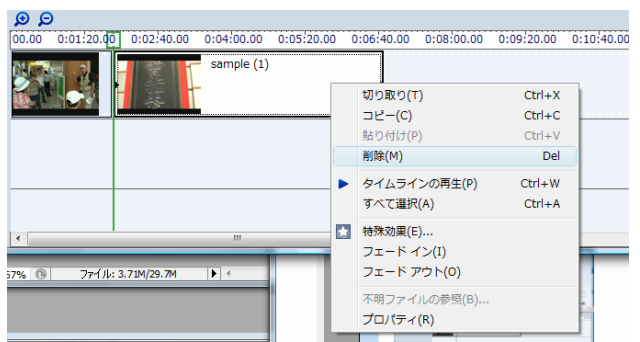 00.00 0:01:20.00 0:02:40.00 0:04:00.00 0:05:20.00 0:06:40.00 0:08:00.00 0:09:20.00 0:10:40.00
sample (1)
切り取り(T) Ctrl+X
コピー(C) Ctrl+C
貼り付け(P) Ctrl+V
削除(M) Del
タイムラインの再生(P) Ctrl+W
すべて選択(A) Ctrl+A
特殊効果(E)...
フェード イン(I)
フェード アウト(O)
不明ファイルの参照(B)...
プロパティ(R)
57% ファイル: 3.71M/29.7M